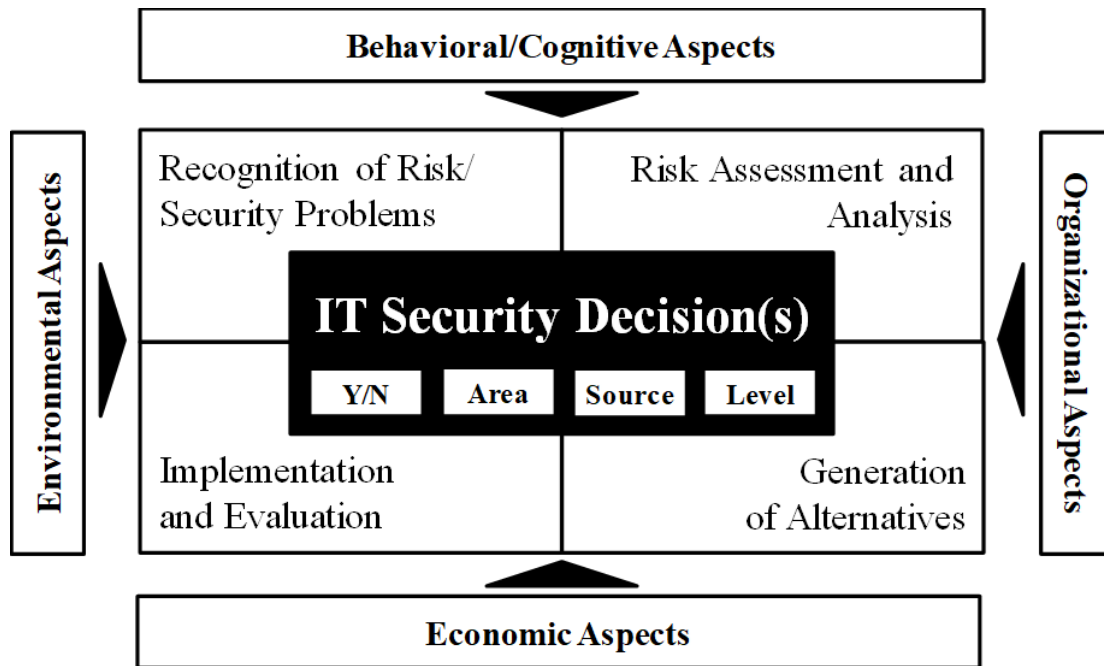 Behavioral/Cognitive Aspects
Environmental Aspects
Recognition of Risk/
Security Problems
Risk Assessment and
Analysis
IT Security Decision(s)
Y/N
Area
Source
Level
Implementation
and Evaluation
Generation
of Alternatives
Organizational Aspects
Economic Aspects